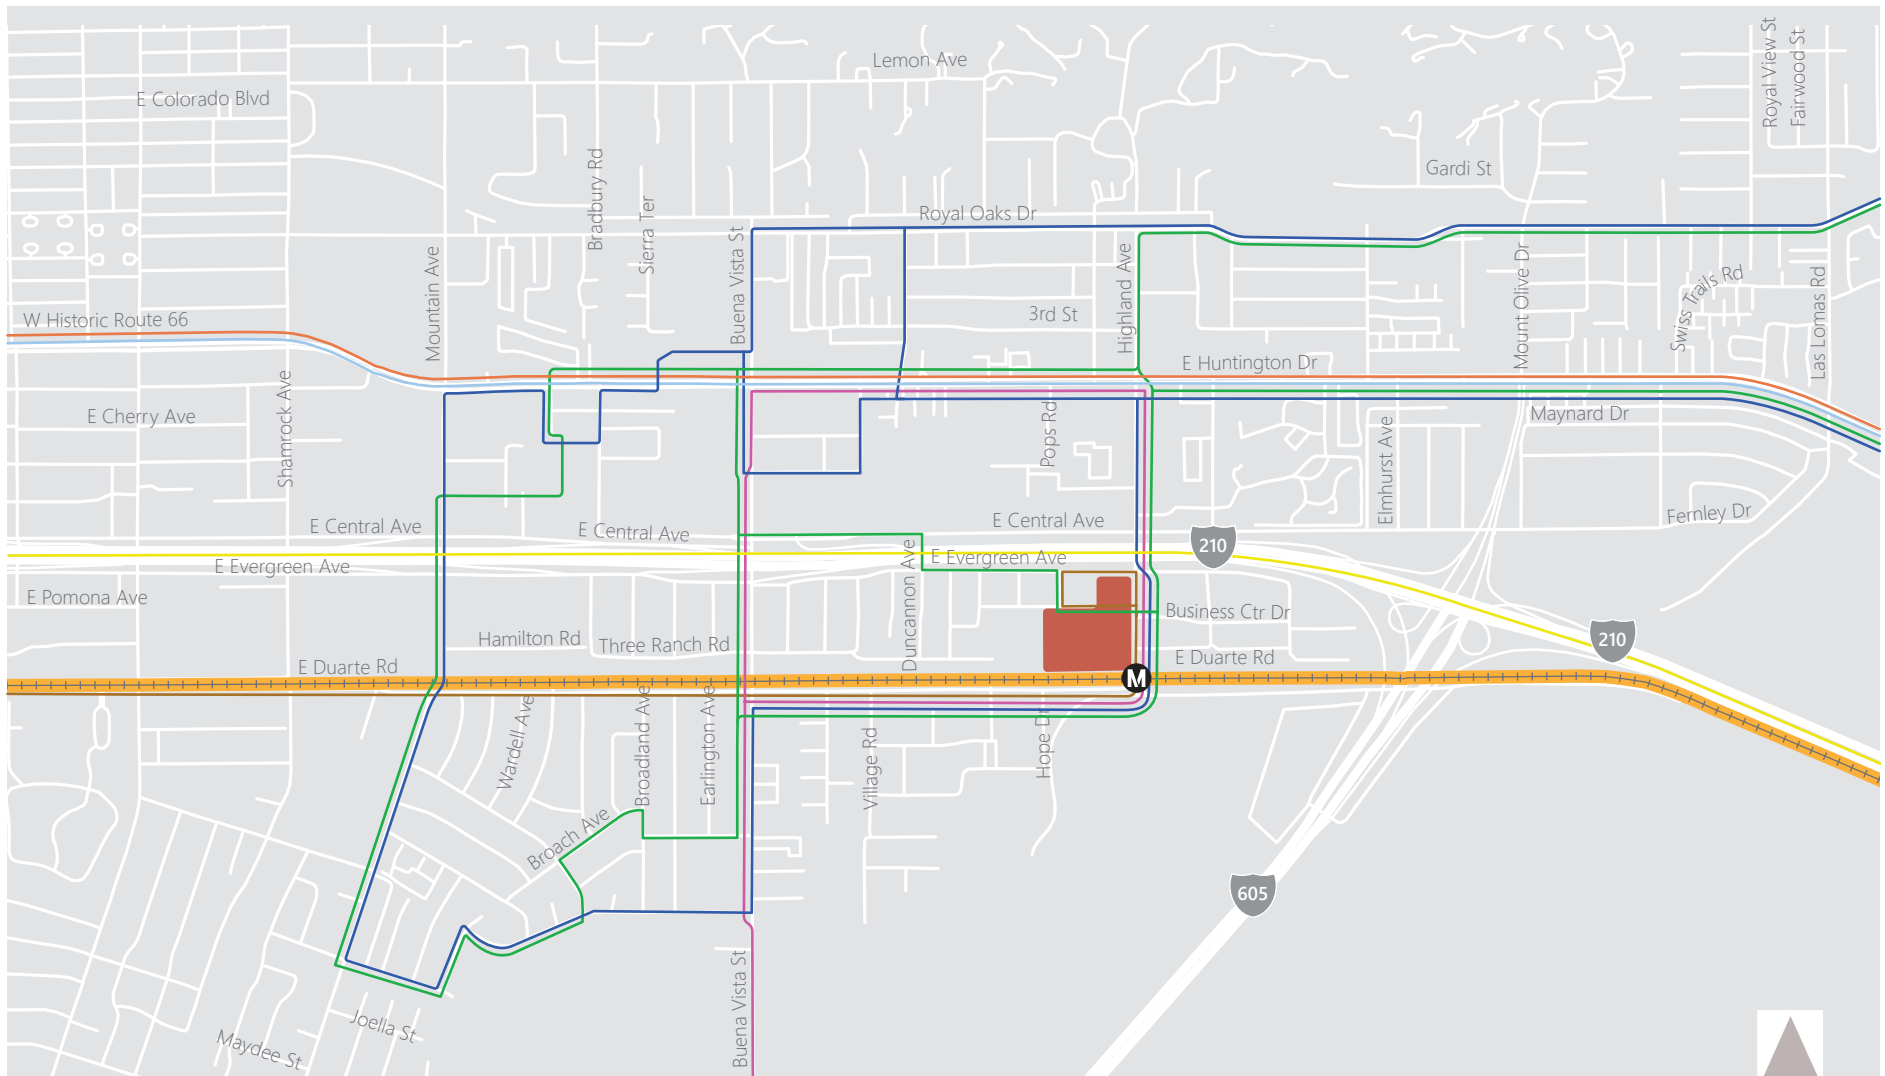 Lemon Ave
Royal View St
Fairwood St
E Colorado Blvd
Gardi St
Bradbury Rd
Sierra Ter
Royal Oaks Dr
Buena Vista St
Mountain Ave
Highland Ave
Mount Olive Dr
Swiss Trails Rd
Las Lomas Rd
W Historic Route 66
3rd St
E Huntington Dr
Shamrock Ave
E Cherry Ave
Pops Rd
Elmhurst Ave
Maynard Dr
E Central Ave
E Central Ave
E Central Ave
Fernley Dr
210
E Evergreen Ave
E Evergreen Ave
Duncannon Ave
E Pomona Ave
Business Ctr Dr
Hamilton Rd
Three Ranch Rd
210
E Duarte Rd
E Duarte Rd
M
Wardell Ave
Broadland Ave
Earlington Ave
Village Rd
Hope Dr
Broach Ave
605
Buena Vista St
Joella St
Maydee St